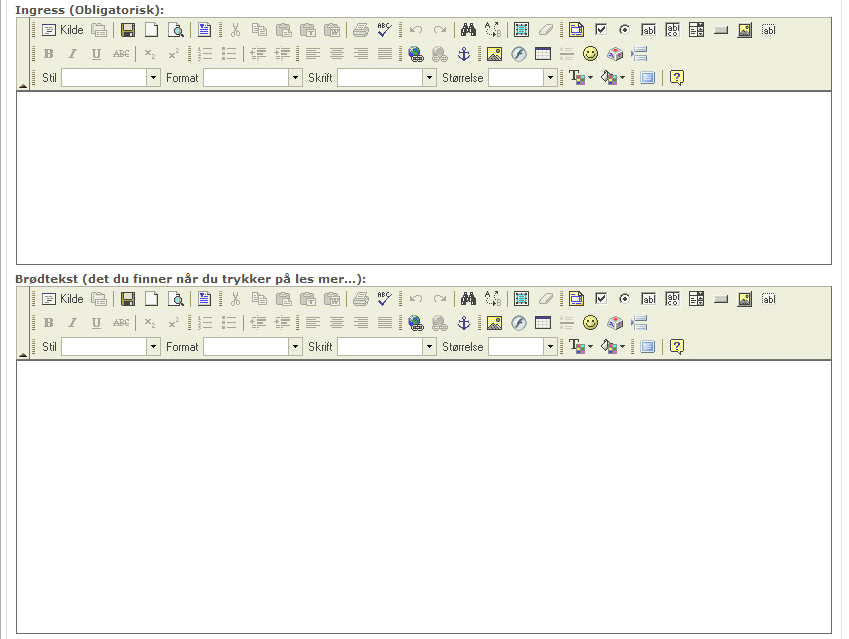 Ingress (Obligatorisk):
Kilde
Stil Format Skrift Størrelse
Brødtekst (det du finner når du trykker på les mer...):
Kilde
Stil Format Skrift Størrelse